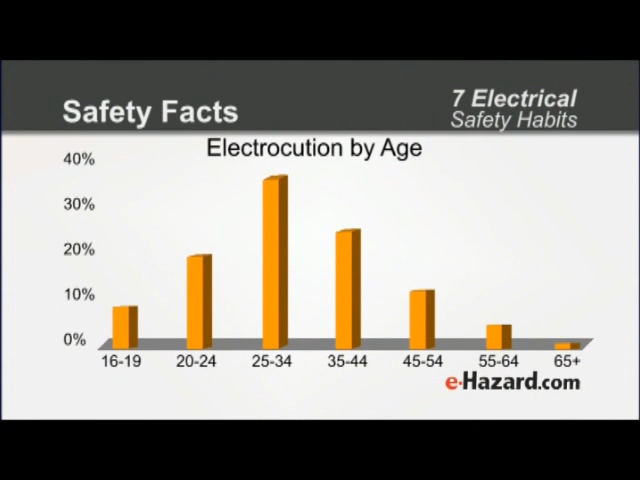 Safety Facts
7 Electrical
Safety Habits
Electrocution by Age
40%
30%
20%
10%
0%
16-19 20-24 25-34 35-44 45-54 55-64 65+
e-Hazard.com